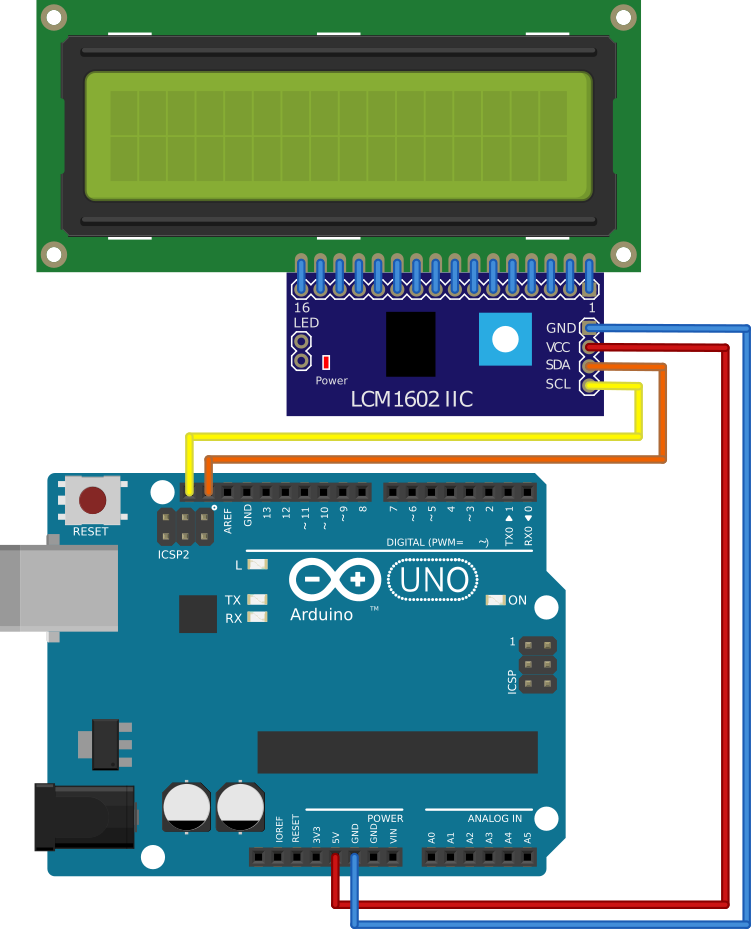 16
1
LED
GND
VCC
SDA
SCL
Power
LCM1602 IIC
RESET
ICSP2
AREF
GND
13
12
~ 11
~ 10
~ 9
8
7
~ 6
~ 5
4
~ 3
2
TX0 ▶ 1
RX0 ◀ 0
DIGITAL (PWM= ~)
L
TX
RX
UNO
Arduino
TM
ON
1
ICSP
POWER
ANALOG IN
IOREF
RESET
3V3
5V
GND
GND
VIN
A0
A1
A2
A3
A4
A5